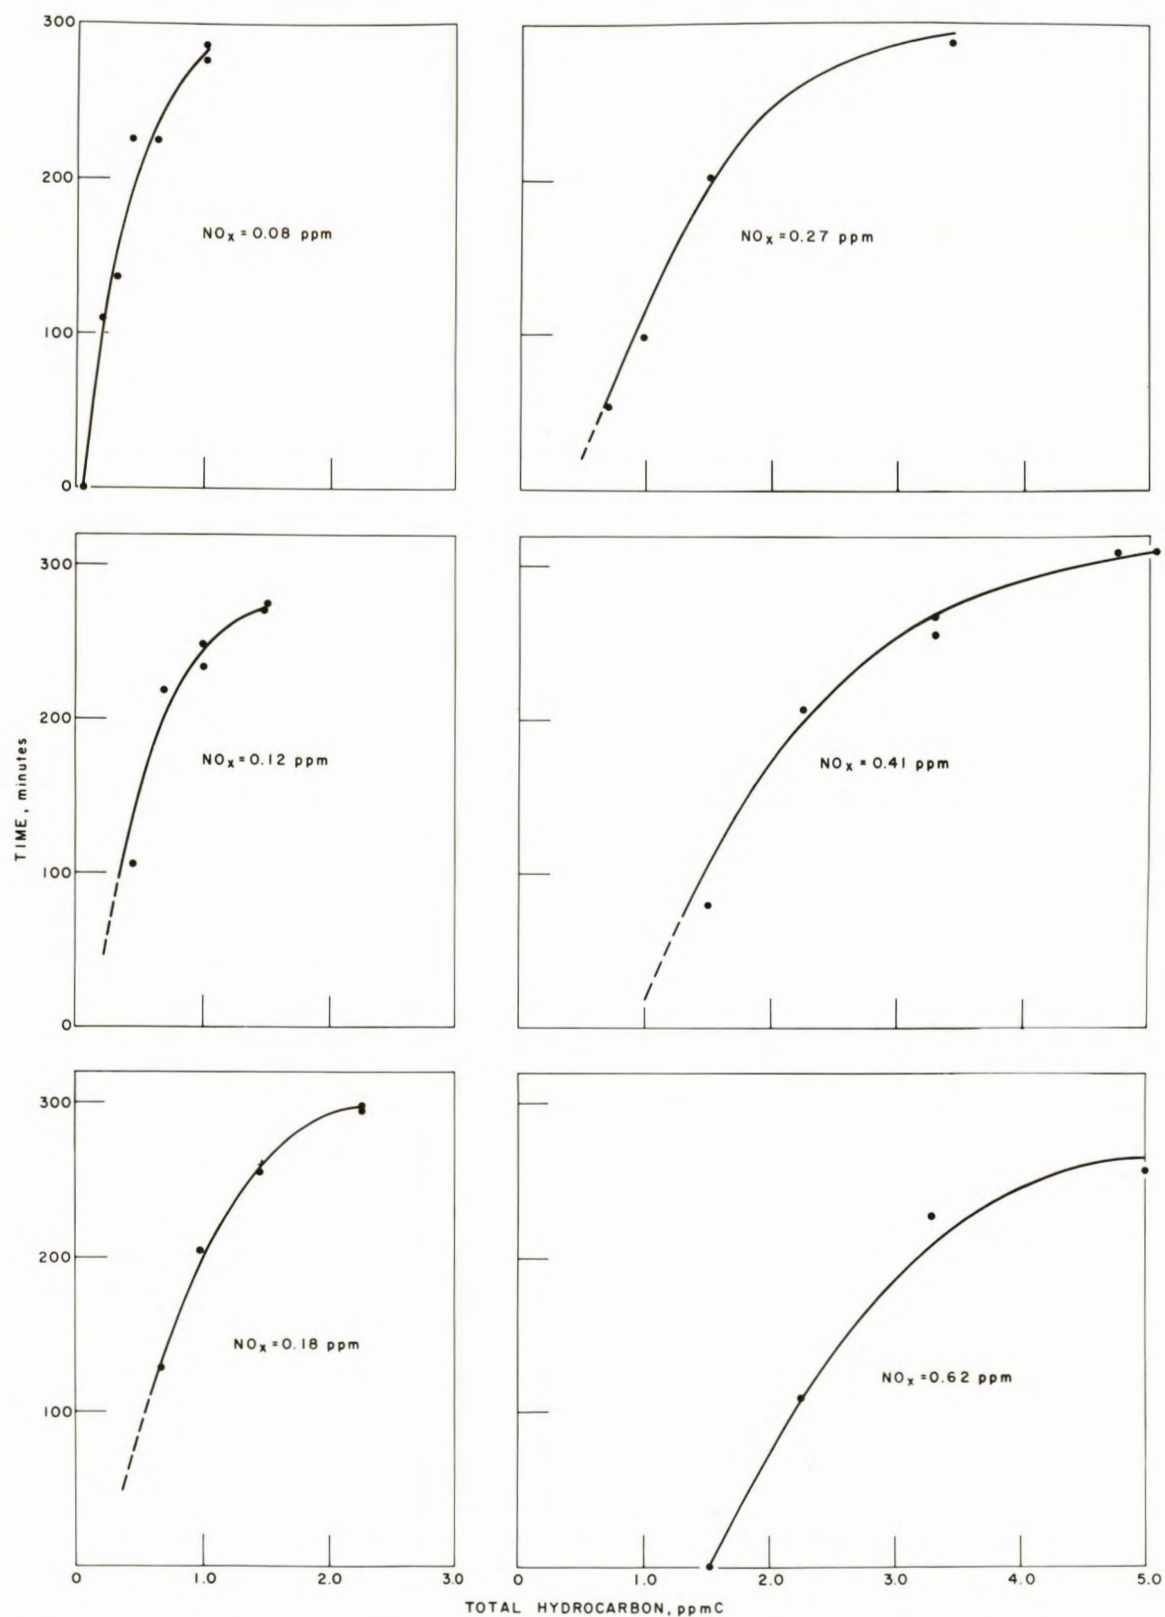 300
200
100
0
NOx = 0.08 ppm
NOx = 0.27 ppm
300
200
100
0
NOx = 0.12 ppm
NOx = 0.41 ppm
TIME, minutes
300
200
100
NOx = 0.18 ppm
NOx = 0.62 ppm
0 1.0 2.0 3.0 0 1.0 2.0 3.0 4.0 5.0
TOTAL HYDROCARBON, ppmC